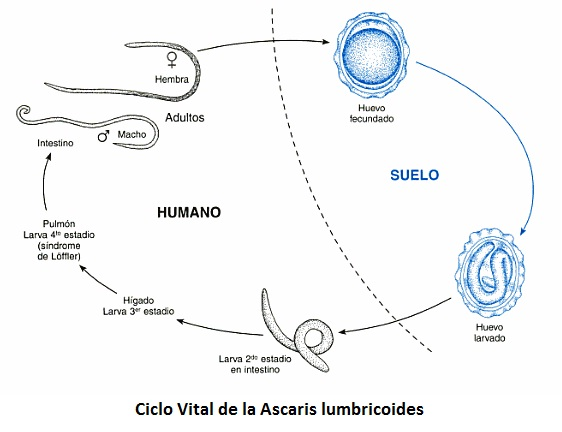 Hembra
Adultos
Macho
Intestino
Huevo
fecundado
SUELO
HUMANO
Pulmón
Larva 4to estadio
(síndrome
de Löffler)
Hígado
Larva 3er estadio
Larva 2do estadio
en intestino
Huevo
larvado
Ciclo Vital de la Ascaris lumbricoides